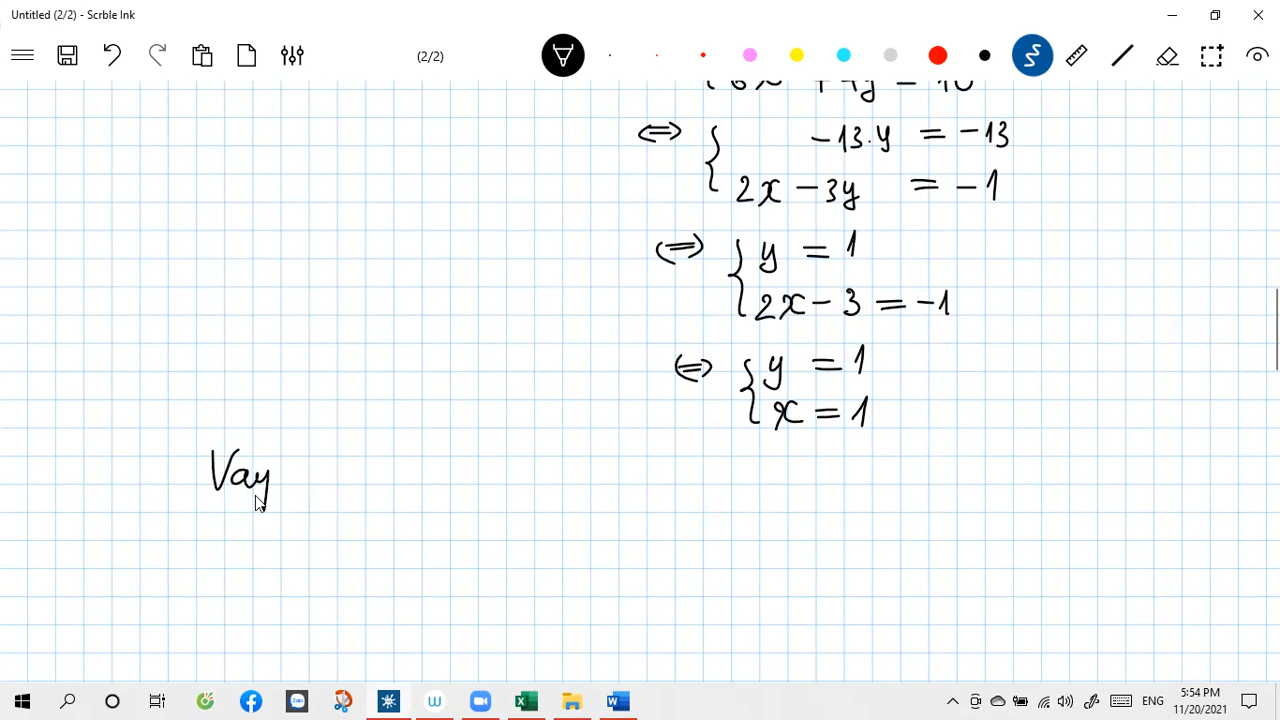 Untitled (2/2) - Scrble Ink
(2/2)
⇔ { -13.y = -13
2x - 3y = -1
⇔ { y = 1
2x - 3 = -1
⇔ { y = 1
x = 1
Vay
Zalo
W
X
W
ENG
5:54 PM
11/20/2021